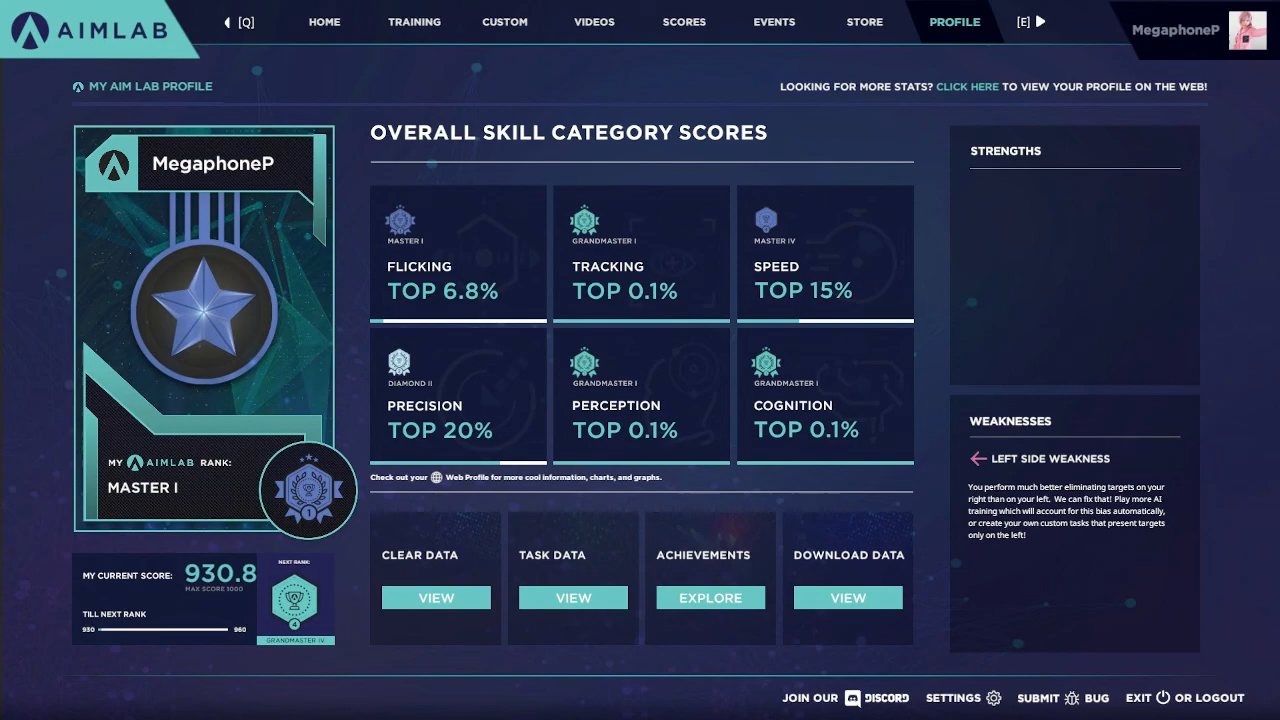 AIMLAB
[Q]
HOME
TRAINING
CUSTOM
VIDEOS
SCORES
EVENTS
STORE
PROFILE
[E]
MegaphoneP
MY AIM LAB PROFILE
LOOKING FOR MORE STATS? CLICK HERE TO VIEW YOUR PROFILE ON THE WEB!
MegaphoneP
MY AIMLAB RANK:
MASTER I
1
MY CURRENT SCORE: 930.8
MAX SCORE 1000
TILL NEXT RANK
930 960
NEXT RANK:
4
GRANDMASTER IV
OVERALL SKILL CATEGORY SCORES
MASTER I
FLICKING
TOP 6.8%
GRANDMASTER I
TRACKING
TOP 0.1%
MASTER IV
SPEED
TOP 15%
DIAMOND II
PRECISION
TOP 20%
GRANDMASTER I
PERCEPTION
TOP 0.1%
GRANDMASTER I
COGNITION
TOP 0.1%
Check out your Web Profile for more cool information, charts, and graphs.
CLEAR DATA
VIEW
TASK DATA
VIEW
ACHIEVEMENTS
EXPLORE
DOWNLOAD DATA
VIEW
STRENGTHS
WEAKNESSES
LEFT SIDE WEAKNESS
You perform much better eliminating targets on your
right than on your left. We can fix that! Play more AI
training which will account for this bias automatically,
or create your own custom tasks that present targets
only on the left!
JOIN OUR DISCORD
SETTINGS
SUBMIT BUG
EXIT OR LOGOUT